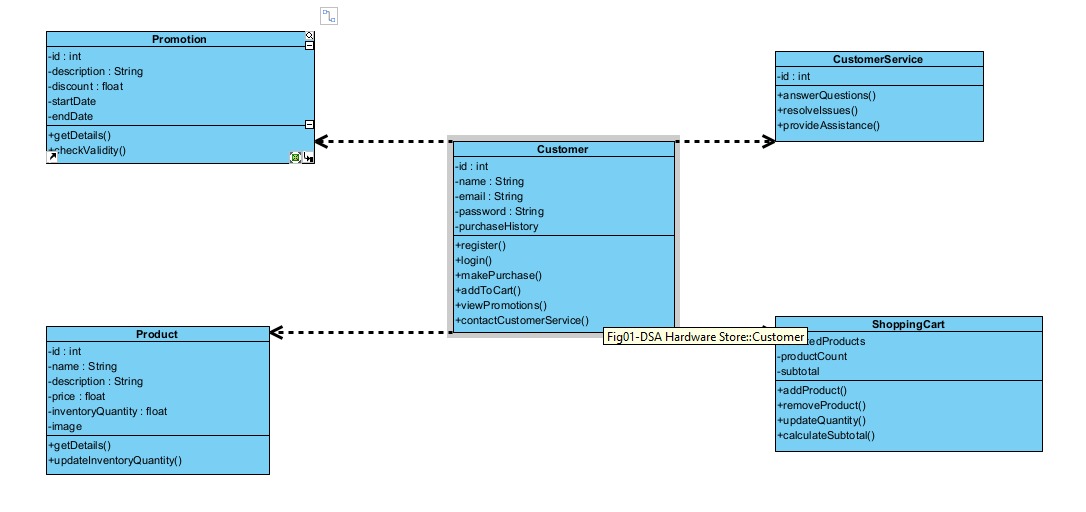 Promotion
-id : int
-description : String
-discount : float
-startDate
-endDate
+getDetails()
checkValidity()
CustomerService
-id : int
+answerQuestions()
+resolveIssues()
+provideAssistance()
Customer
-id : int
-name : String
-email : String
-password : String
-purchaseHistory
+register()
+login()
+makePurchase()
+addToCart()
+viewPromotions()
+contactCustomerService()
Fig01-DSA Hardware Store::Customer
Product
-id : int
-name : String
-description : String
-price : float
-inventoryQuantity : float
-image
+getDetails()
+updateInventoryQuantity()
ShoppingCart
-productCount
-subtotal
+addProduct()
+removeProduct()
+updateQuantity()
+calculateSubtotal()